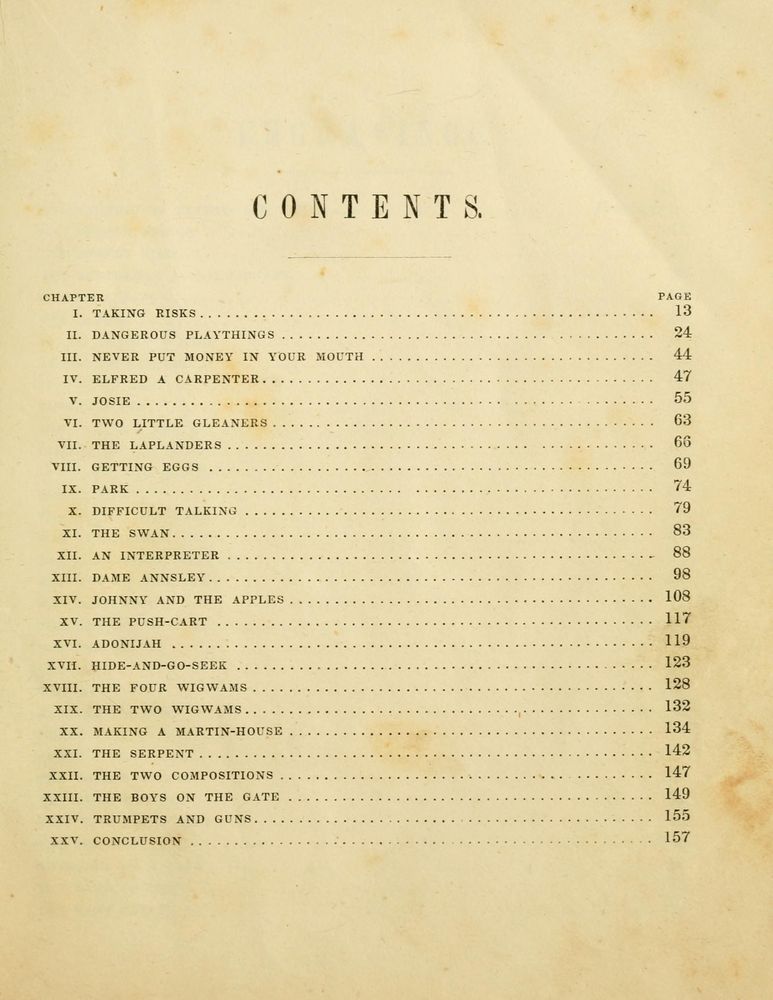 CONTENTS.
CHAPTER PAGE
I. TAKING RISKS 13
II. DANGEROUS PLAYTHINGS 24
III. NEVER PUT MONEY IN YOUR MOUTH 44
IV. ELFRED A CARPENTER 47
V. JOSIE 55
VI. TWO LITTLE GLEANERS 63
VII. THE LAPLANDERS 66
VIII. GETTING EGGS 69
IX. PARK 74
X. DIFFICULT TALKING 79
XI. THE SWAN 83
XII. AN INTERPRETER 88
XIII. DAME ANNSLEY 98
XIV. JOHNNY AND THE APPLES 108
XV. THE PUSH-CART 117
XVI. ADONIJAH 119
XVII. HIDE-AND-GO-SEEK 123
XVIII. THE FOUR WIGWAMS 128
XIX. THE TWO WIGWAMS 132
XX. MAKING A MARTIN-HOUSE 134
XXI. THE SERPENT 142
XXII. THE TWO COMPOSITIONS 147
XXIII. THE BOYS ON THE GATE 149
XXIV. TRUMPETS AND GUNS 155
XXV. CONCLUSION 157